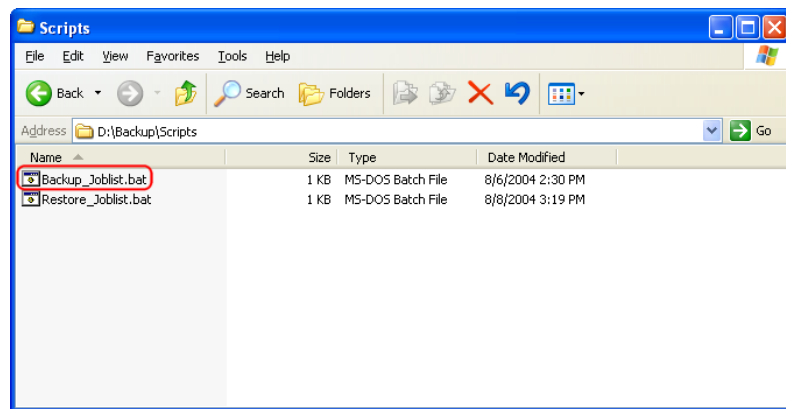 Scripts
File Edit View Favorites Tools Help
Back Search Folders
Address D:\Backup\Scripts Go
Name Size Type Date Modified
Backup_Joblist.bat 1 KB MS-DOS Batch File 8/6/2004 2:30 PM
Restore_Joblist.bat 1 KB MS-DOS Batch File 8/8/2004 3:19 PM